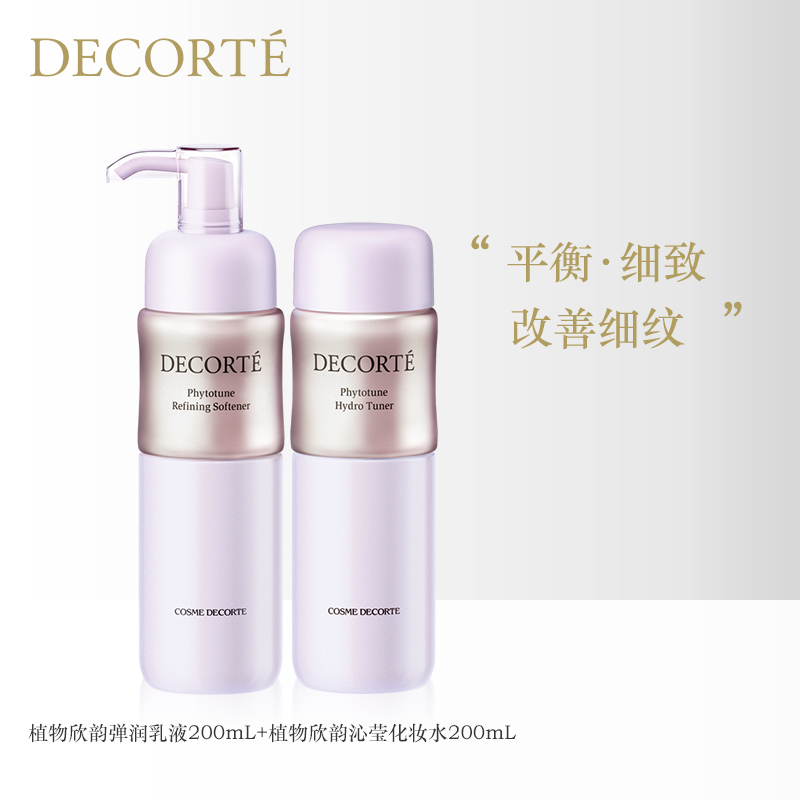 DECORTÉ
“ 平衡·细致
改善细纹 ”
DECORTÉ
Phytotune
Refining Softener
COSME DECORTE
DECORTÉ
Phytotune
Hydro Tuner
COSME DECORTE
植物欣韵弹润乳液200mL+植物欣韵沁莹化妆水200mL